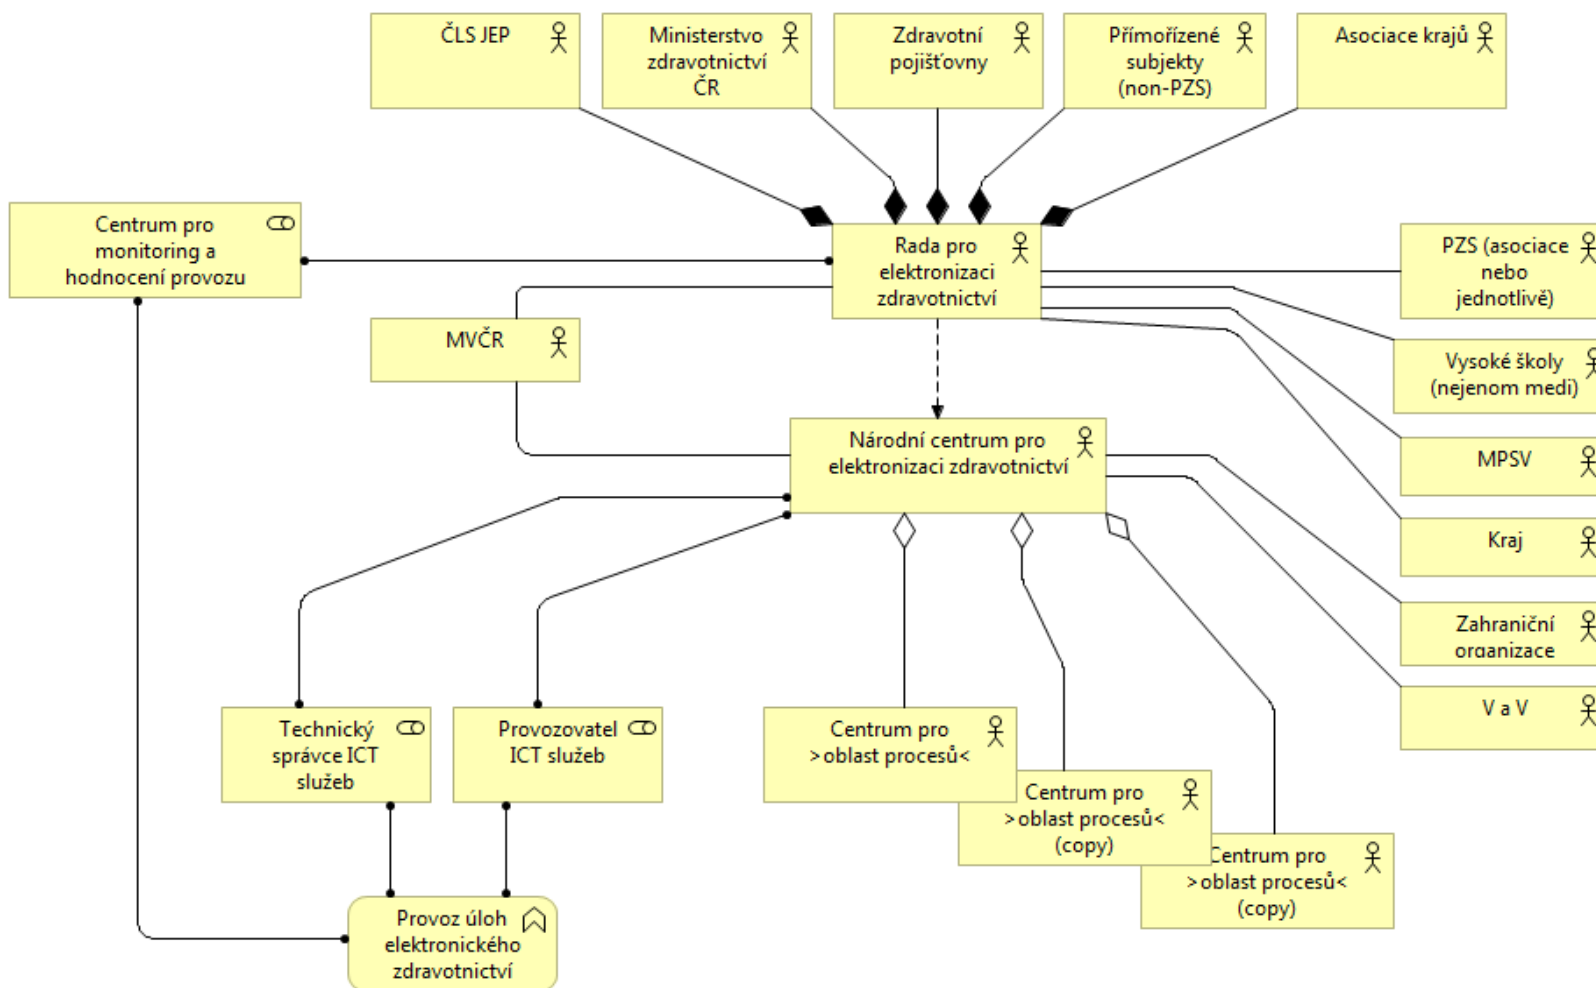 ČLS JEP
Ministerstvo
zdravotnictví
ČR
Zdravotní
pojišťovny
Přímořízené
subjekty
(non-PZS)
Asociace krajů
Centrum pro
monitoring a
hodnocení provozu
Rada pro
elektronizaci
zdravotnictví
PZS (asociace
nebo
jednotlivě)
MVČR
Vysoké školy
(nejenom medi)
Národní centrum pro
elektronizaci zdravotnictví
MPSV
Kraj
Zahraniční
organizace
V a V
Technický
správce ICT
služeb
Provozovatel
ICT služeb
Centrum pro
>oblast procesů<
Centrum pro
>oblast procesů<
(copy)
Centrum pro
>oblast procesů<
(copy)
Provoz úloh
elektronického
zdravotnictví